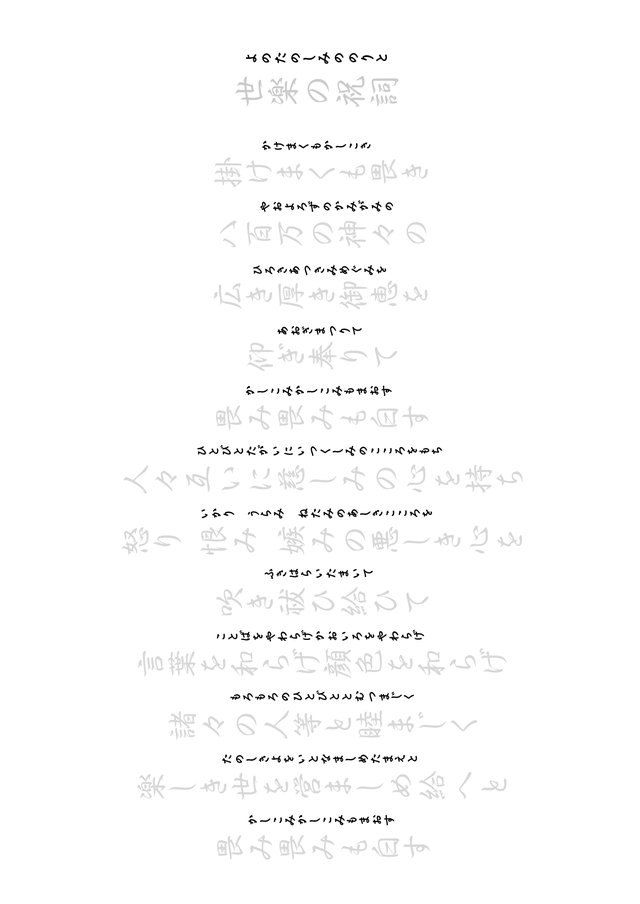 よのたのしみののりと
世楽の祝詞
かけまくもかしこき
掛けまくも畏き
やおよろずのかみがみの
八百万の神々の
ひろきあつきみめぐみを
広き厚き御恵を
あおぎまつりて
仰ぎ奉りて
かしこみかしこみもまおす
畏み畏みも白す
ひとびとたがいにいつくしみのこころをもち
人々互いに慈しみの心を持ち
いかり　うらみ　ねたみのあしきこころを
怒り　恨み　嫉みの悪しき心を
ふきはらいたまいて
吹き祓ひ給ひて
ことばをやわらげかおいろをやわらげ
言葉を和らげ顔色を和らげ
もろもろのひとびととむつまじく
諸々の人等と睦まじく
たのしきよをいとなましめたまえと
楽しき世を営ましめ給へと
かしこみかしこみもまおす
畏み畏みも白す